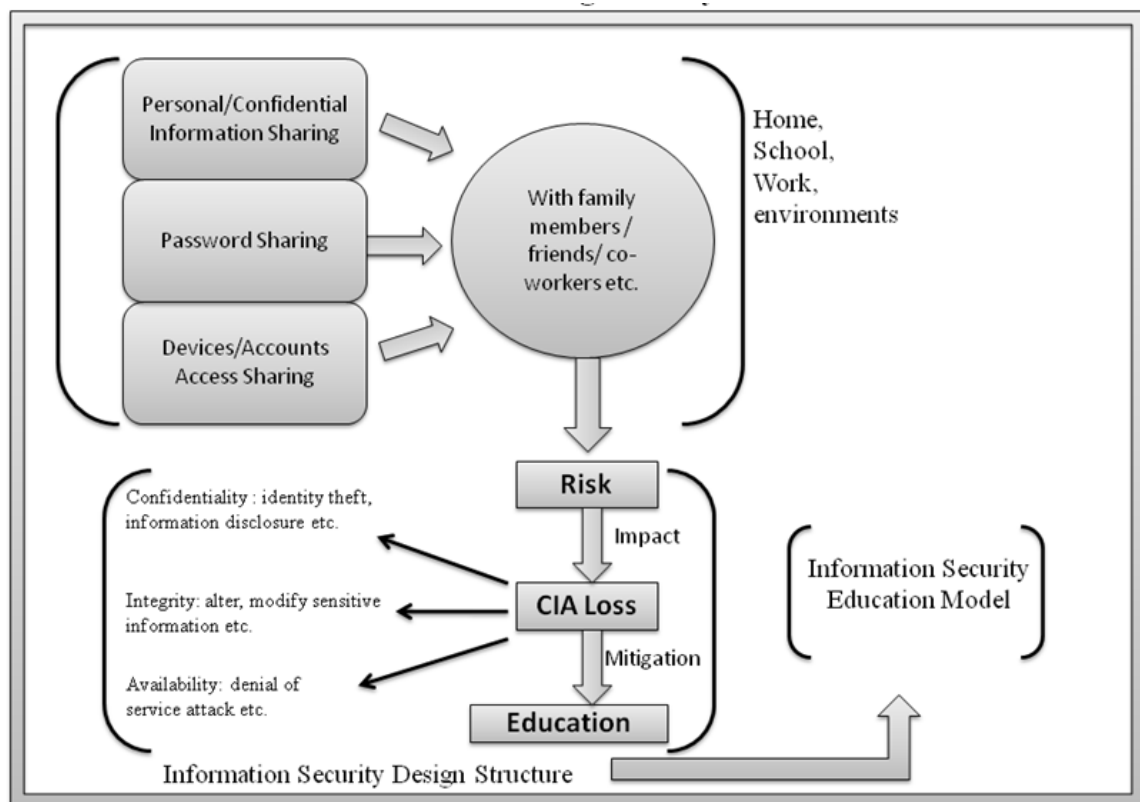 Personal/Confidential
Information Sharing
Password Sharing
Devices/Accounts
Access Sharing
With family
members /
friends/ co-
workers etc.
Home,
School,
Work,
environments
Risk
Impact
CIA Loss
Mitigation
Education
Confidentiality : identity theft,
information disclosure etc.
Integrity: alter, modify sensitive
information etc.
Availability: denial of
service attack etc.
Information Security
Education Model
Information Security Design Structure